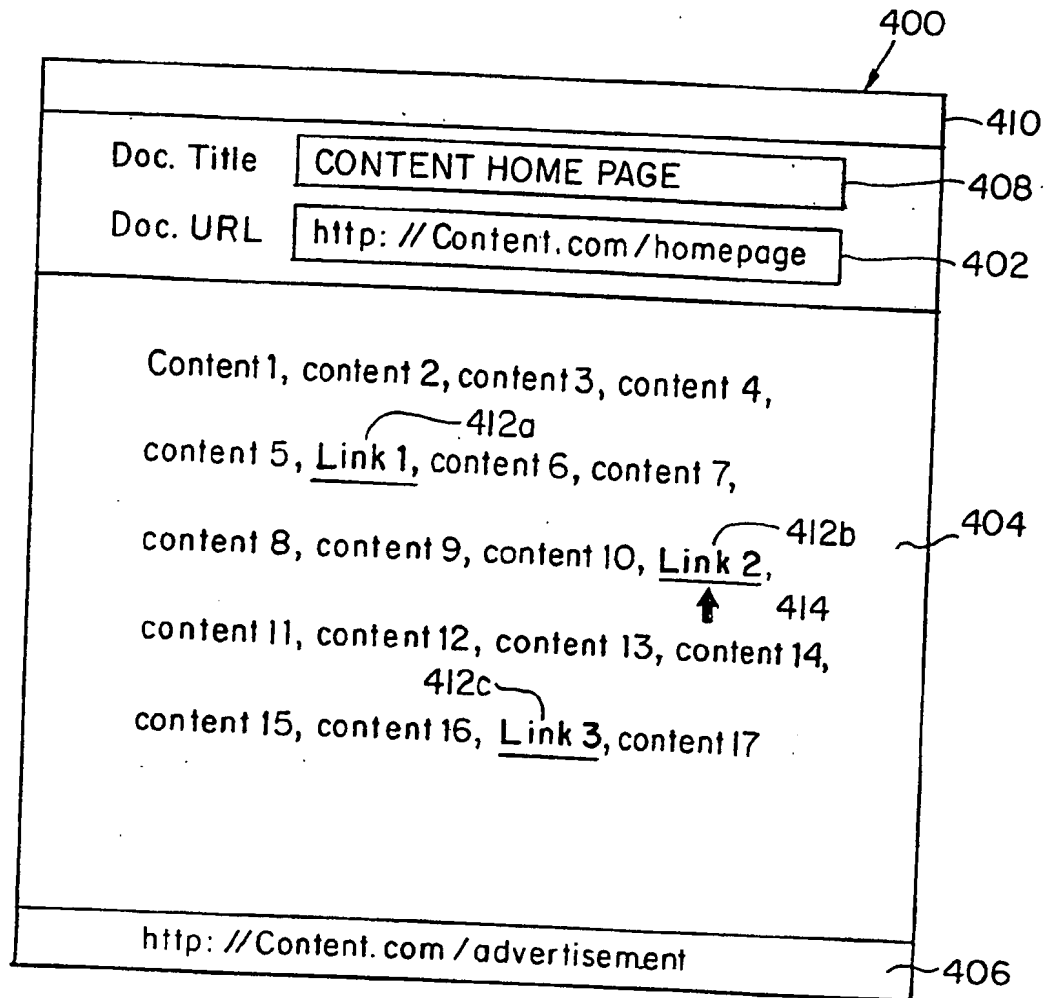 400
410
Doc. Title CONTENT HOME PAGE 408
Doc. URL http: //Content.com/homepage 402
Content 1, content 2, content 3, content 4,
412a
content 5, Link 1, content 6, content 7,
412b 404
content 8, content 9, content 10, Link 2,
414
content 11, content 12, content 13, content 14,
412c
content 15, content 16, Link 3, content 17
http: //Content.com/advertisement 406